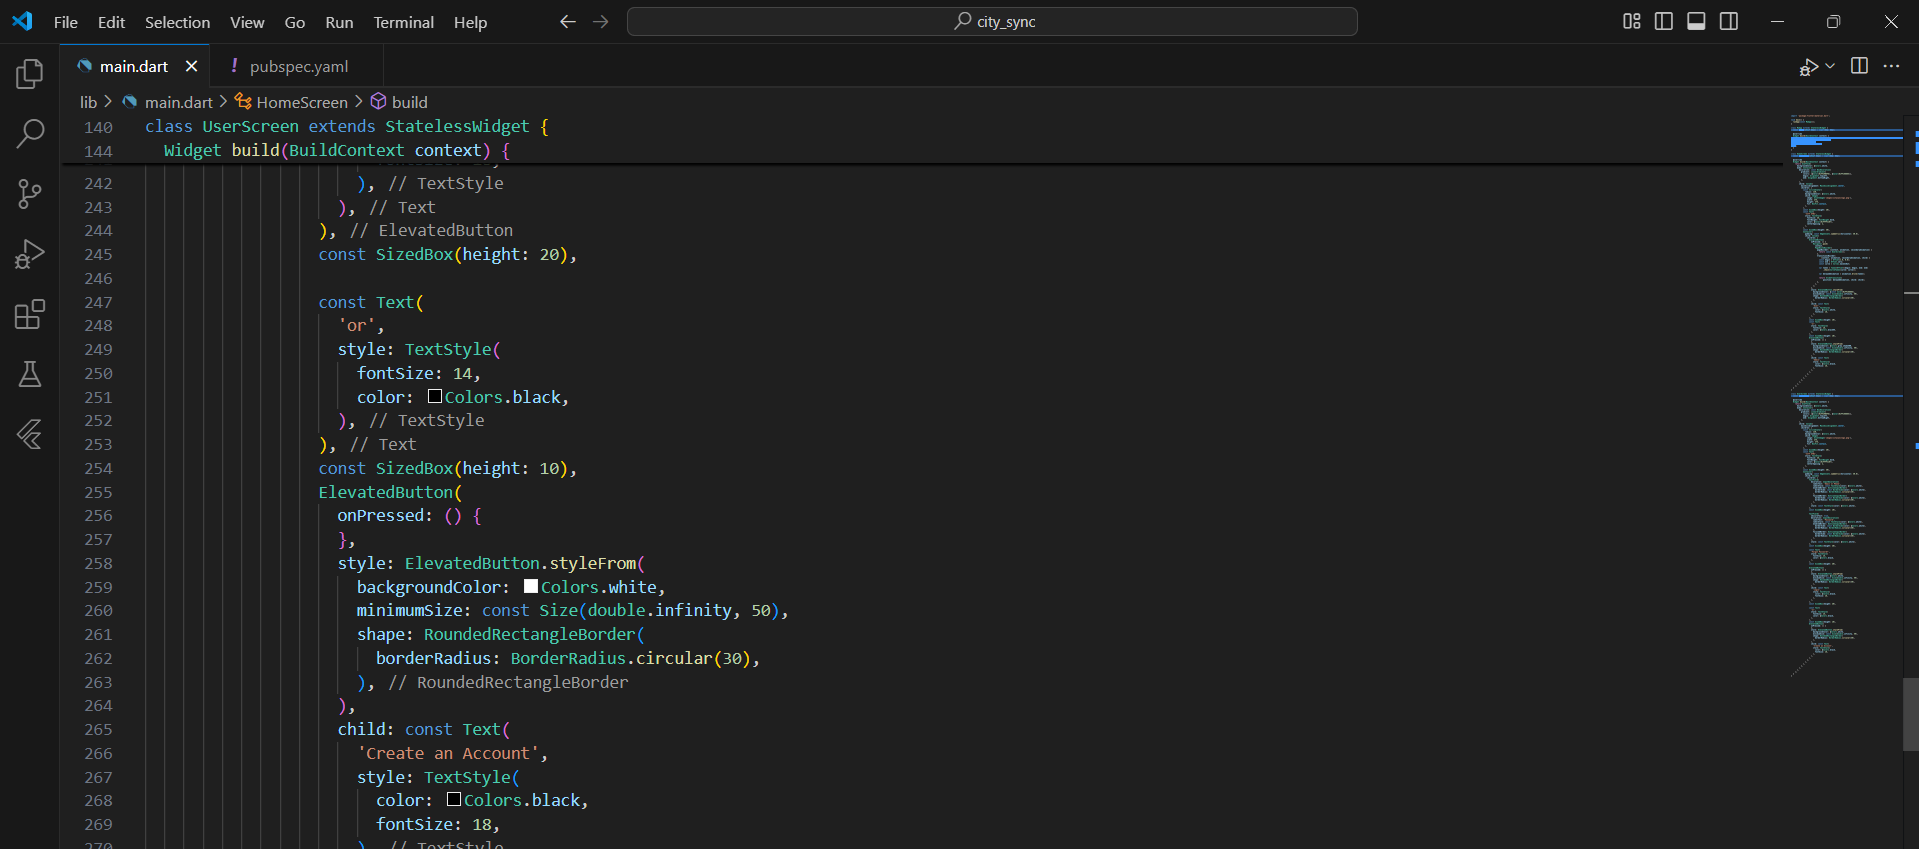 File Edit Selection View Go Run Terminal Help
city_sync
main.dart
! pubspec.yaml
lib > main.dart > HomeScreen > build
140 class UserScreen extends StatelessWidget {
144 Widget build(BuildContext context) {
242 ), // TextStyle
243 ), // Text
244 ), // ElevatedButton
245 const SizedBox(height: 20),
246
247 const Text(
248 'or',
249 style: TextStyle(
250 fontSize: 14,
251 color: Colors.black,
252 ), // TextStyle
253 ), // Text
254 const SizedBox(height: 10),
255 ElevatedButton(
256 onPressed: () {
257 },
258 style: ElevatedButton.styleFrom(
259 backgroundColor: Colors.white,
260 minimumSize: const Size(double.infinity, 50),
261 shape: RoundedRectangleBorder(
262 borderRadius: BorderRadius.circular(30),
263 ), // RoundedRectangleBorder
264 ),
265 child: const Text(
266 'Create an Account',
267 style: TextStyle(
268 color: Colors.black,
269 fontSize: 18,
270 ), // TextStyle